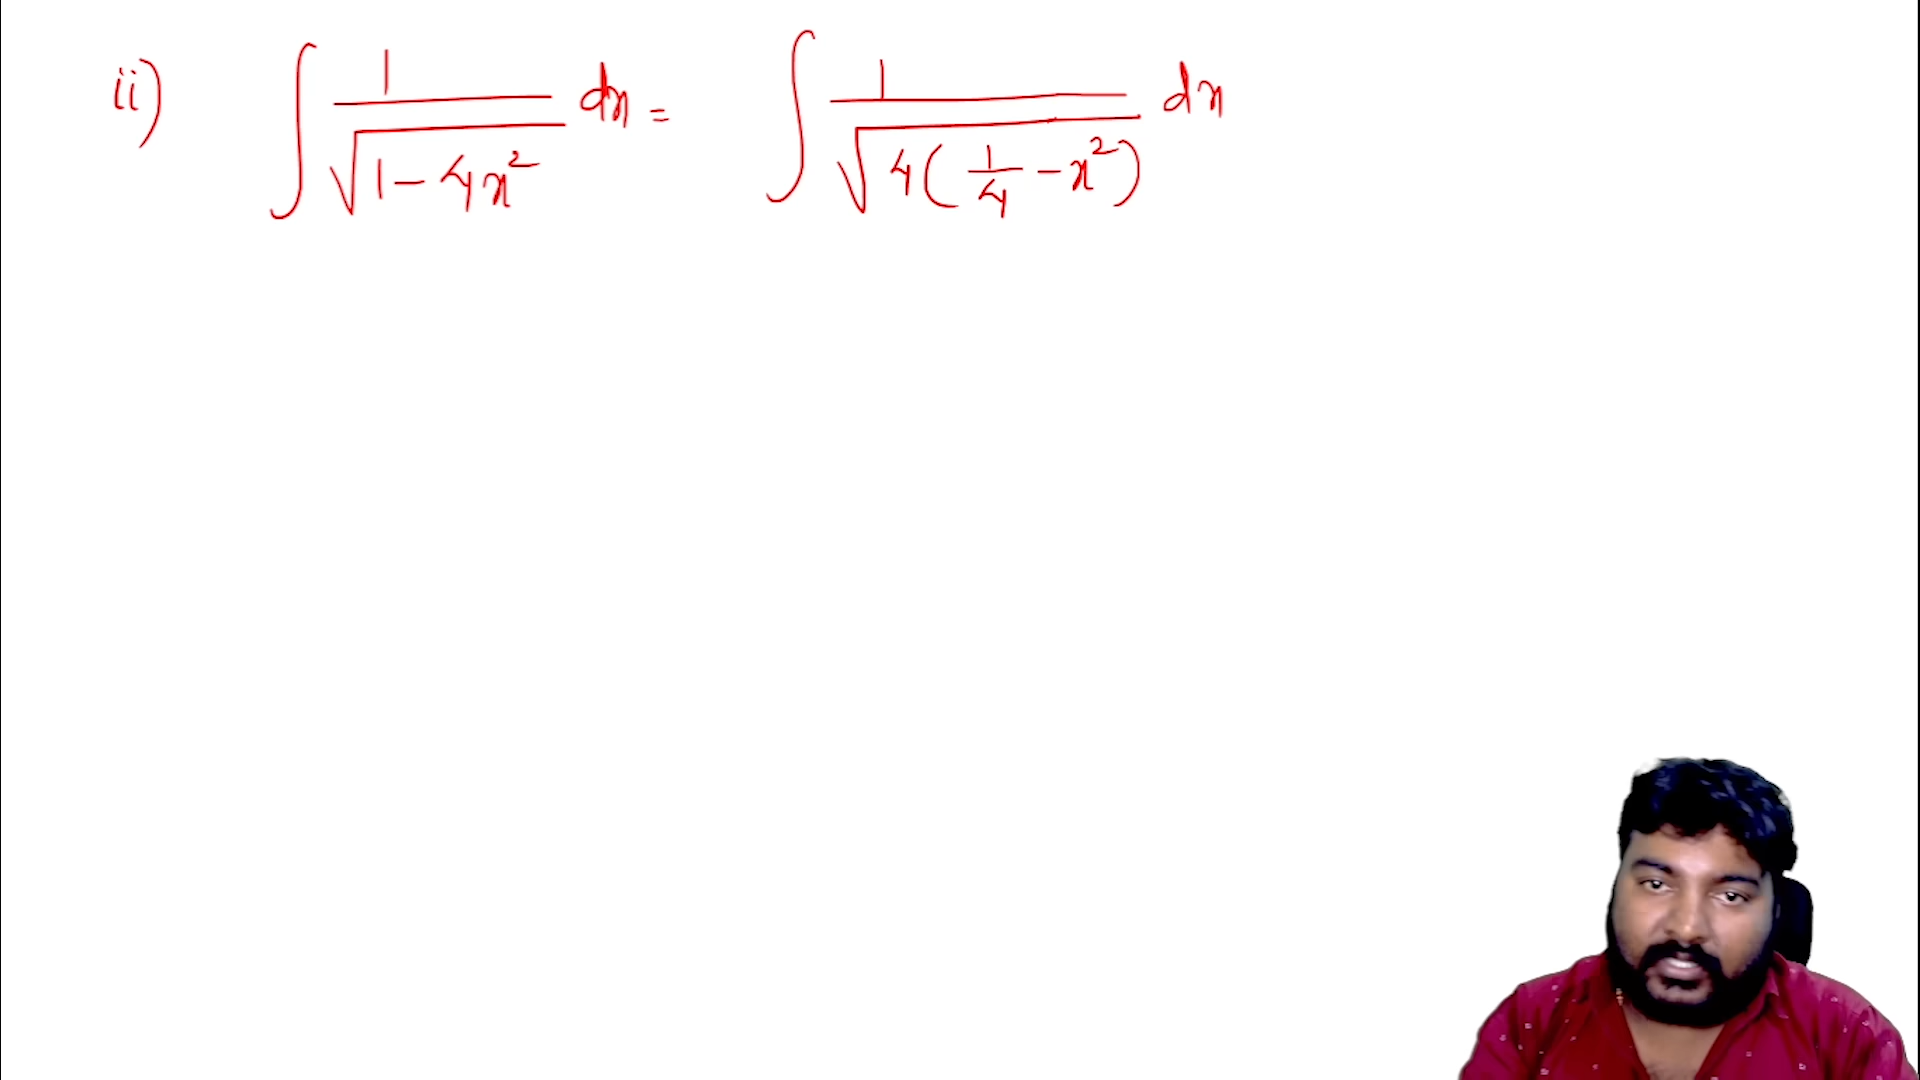 ii) ∫ 1/√(1 - 4x²) dx = ∫ 1/√(4(1/4 - x²)) dx